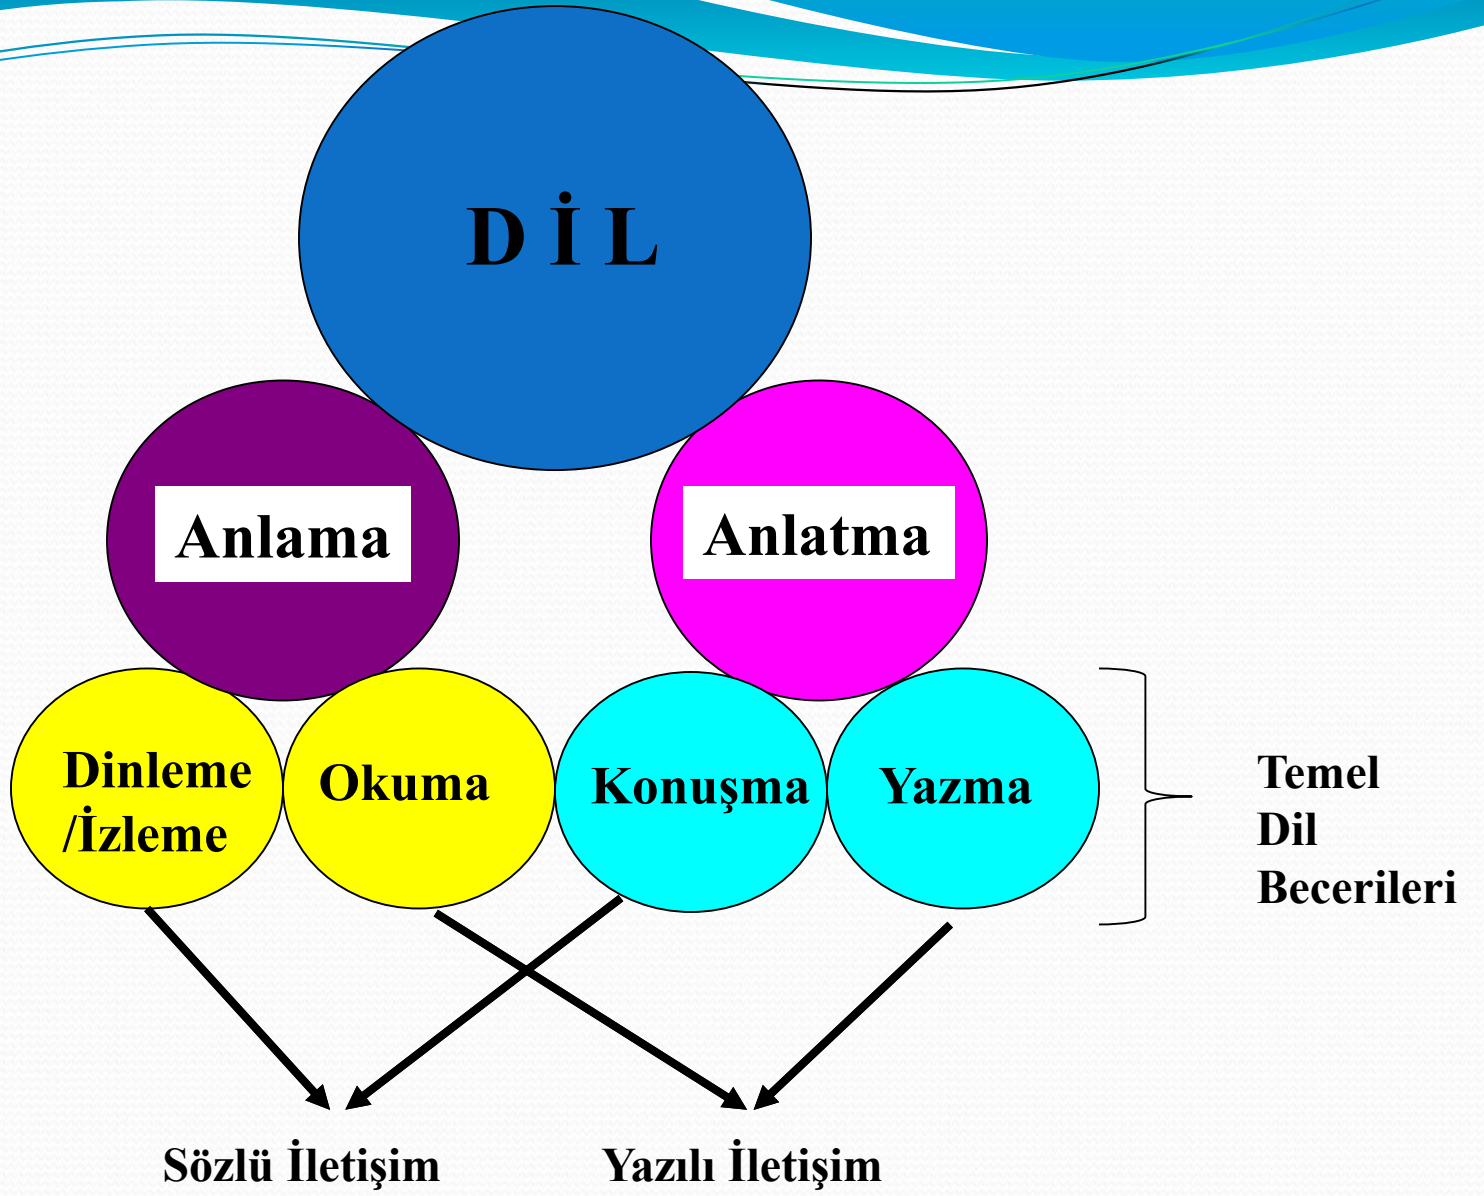 D İ L
Anlama
Anlatma
Dinleme
/İzleme
Okuma
Konuşma
Yazma
Temel
Dil
Becerileri
Sözlü İletişim
Yazılı İletişim